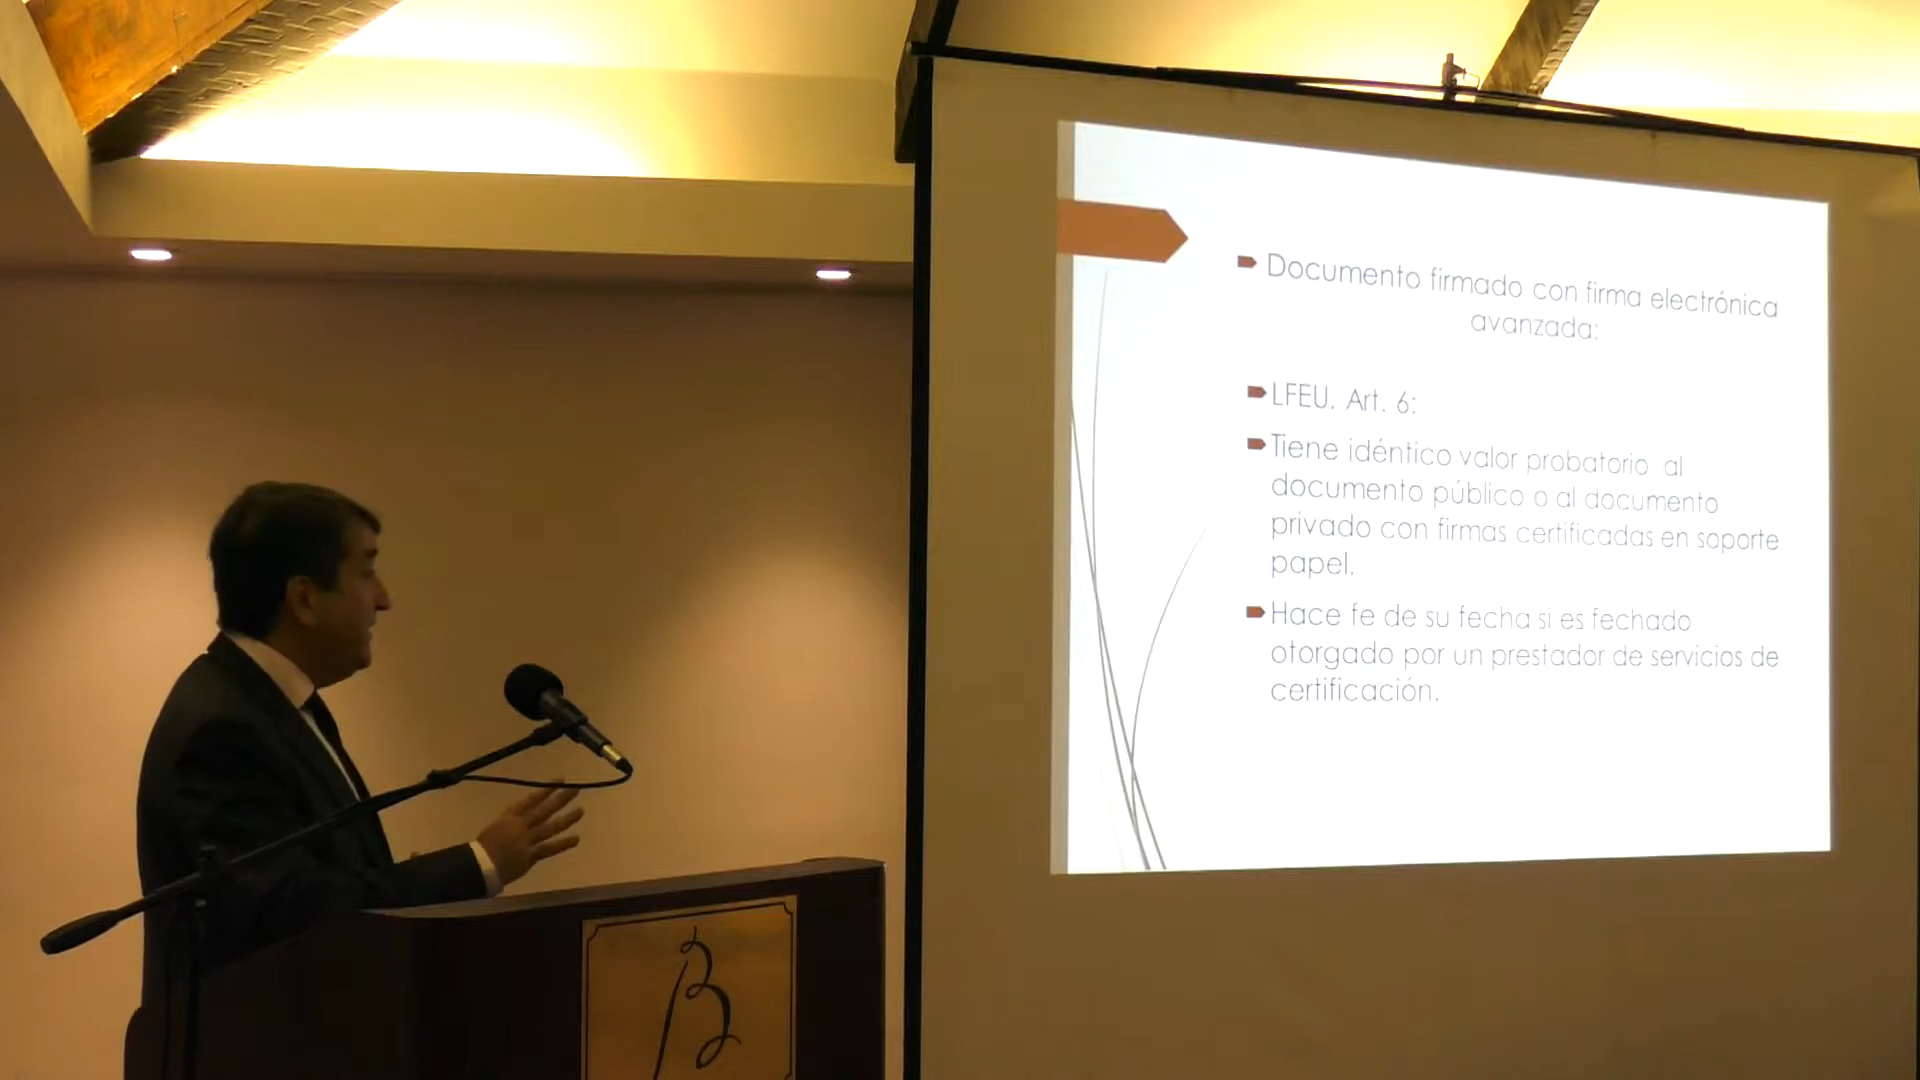 Documento firmado con firma electrónica
avanzada:
LFEU. Art. 6:
Tiene idéntico valor probatorio al
documento público o al documento
privado con firmas certificadas en soporte
papel.
Hace fe de su fecha si es fechado
otorgado por un prestador de servicios de
certificación.
B